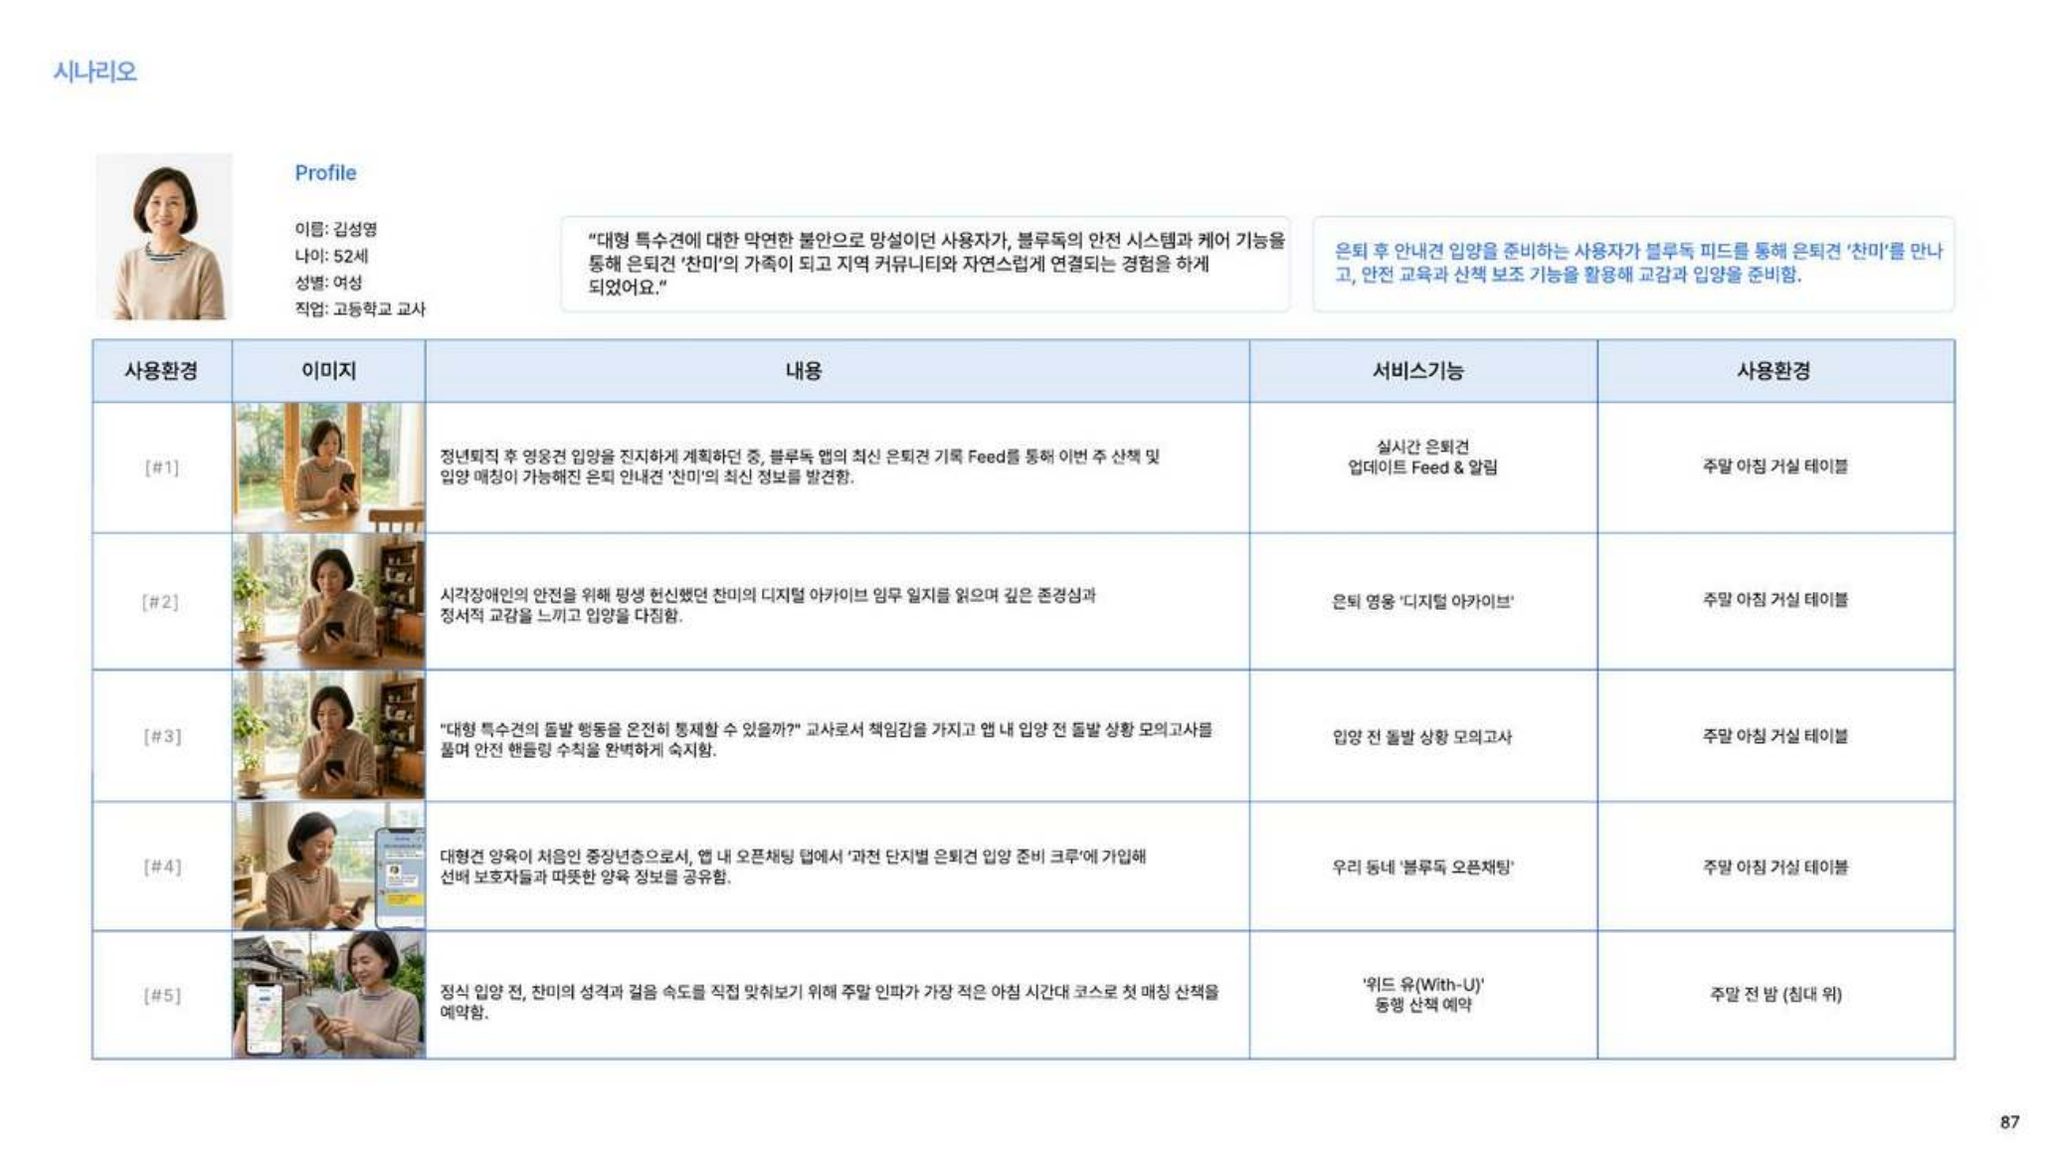 시나리오
Profile
이름: 김성영
나이: 52세
성별: 여성
직업: 고등학교 교사
“대형 특수견에 대한 막연한 불안으로 망설이던 사용자가, 블루독의 안전 시스템과 케어 기능을
통해 은퇴견 ‘찬미’의 가족이 되고 지역 커뮤니티와 자연스럽게 연결되는 경험을 하게
되었어요.”
은퇴 후 안내견 입양을 준비하는 사용자가 블루독 피드를 통해 은퇴견 ‘찬미’를 만나
고, 안전 교육과 산책 보조 기능을 활용해 교감과 입양을 준비함.
사용환경 이미지 내용 서비스기능 사용환경
[#1]
정년퇴직 후 영웅견 입양을 진지하게 계획하던 중, 블루독 앱의 최신 은퇴견 기록 Feed를 통해 이번 주 산책 및
입양 매칭이 가능해진 은퇴 안내견 '찬미'의 최신 정보를 발견함.
실시간 은퇴견
업데이트 Feed & 알림
주말 아침 거실 테이블
[#2]
시각장애인의 안전을 위해 평생 헌신했던 찬미의 디지털 아카이브 임무 일지를 읽으며 깊은 존경심과
정서적 교감을 느끼고 입양을 다짐함.
은퇴 영웅 '디지털 아카이브'
주말 아침 거실 테이블
[#3]
"대형 특수견의 돌발 행동을 온전히 통제할 수 있을까?" 교사로서 책임감을 가지고 앱 내 입양 전 돌발 상황 모의고사를
풀며 안전 핸들링 수칙을 완벽하게 숙지함.
입양 전 돌발 상황 모의고사
주말 아침 거실 테이블
[#4]
대형견 양육이 처음인 중장년층으로서, 앱 내 오픈채팅 탭에서 '과천 단지별 은퇴견 입양 준비 크루'에 가입해
선배 보호자들과 따뜻한 양육 정보를 공유함.
우리 동네 '블루독 오픈채팅'
주말 아침 거실 테이블
[#5]
정식 입양 전, 찬미의 성격과 걸음 속도를 직접 맞춰보기 위해 주말 인파가 가장 적은 아침 시간대 코스로 첫 매칭 산책을
예약함.
'위드 유(With-U)'
동행 산책 예약
주말 전 밤 (침대 위)
87